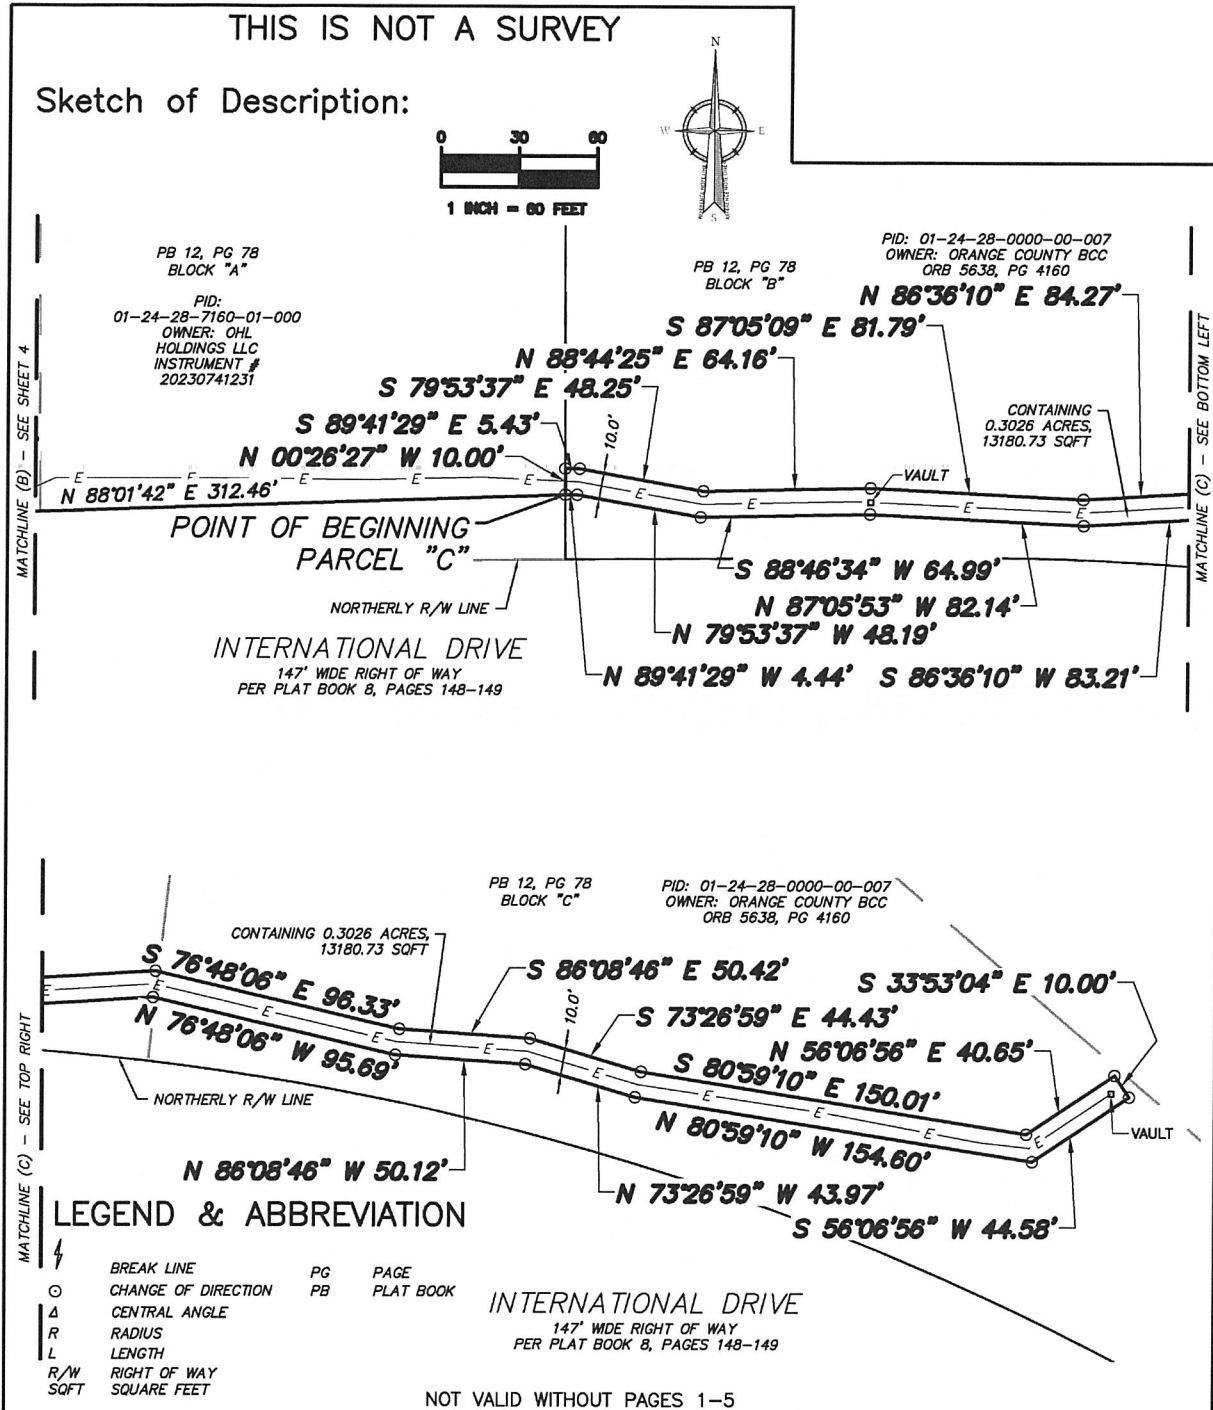 THIS IS NOT A SURVEY
Sketch of Description:
N
W
E
S
0 30 60
1 INCH = 60 FEET
PB 12, PG 78
BLOCK "A"
PID:
01-24-28-7160-01-000
OWNER: OHL
HOLDINGS LLC
INSTRUMENT #
20230741231
PB 12, PG 78
BLOCK "B"
PID: 01-24-28-0000-00-007
OWNER: ORANGE COUNTY BCC
ORB 5638, PG 4160
N 86°36'10" E 84.27'
S 87°05'09" E 81.79'
N 88°44'25" E 64.16'
S 79°53'37" E 48.25'
S 89°41'29" E 5.43'
N 00°26'27" W 10.00'
10.0'
CONTAINING
0.3026 ACRES,
13180.73 SQFT
VAULT
E E E E E E E E E
N 88°01'42" E 312.46'
POINT OF BEGINNING
PARCEL "C"
MATCHLINE (B) - SEE SHEET 4
MATCHLINE (C) - SEE BOTTOM LEFT
S 88°46'34" W 64.99'
N 87°05'53" W 82.14'
N 79°53'37" W 48.19'
N 89°41'29" W 4.44'
S 86°36'10" W 83.21'
NORTHERLY R/W LINE
INTERNATIONAL DRIVE
147' WIDE RIGHT OF WAY
PER PLAT BOOK 8, PAGES 148-149
PB 12, PG 78
BLOCK "C"
PID: 01-24-28-0000-00-007
OWNER: ORANGE COUNTY BCC
ORB 5638, PG 4160
CONTAINING 0.3026 ACRES,
13180.73 SQFT
S 76°48'06" E 96.33'
S 86°08'46" E 50.42'
S 33°53'04" E 10.00'
10.0'
S 73°26'59" E 44.43'
N 56°06'56" E 40.65'
S 80°59'10" E 150.01'
E E E E E E E E E
N 76°48'06" W 95.69'
NORTHERLY R/W LINE
N 80°59'10" W 154.60'
VAULT
N 86°08'46" W 50.12'
N 73°26'59" W 43.97'
S 56°06'56" W 44.58'
MATCHLINE (C) - SEE TOP RIGHT
LEGEND & ABBREVIATION
BREAK LINE
CHANGE OF DIRECTION
Δ CENTRAL ANGLE
R RADIUS
L LENGTH
R/W RIGHT OF WAY
SQFT SQUARE FEET
PG PAGE
PB PLAT BOOK
INTERNATIONAL DRIVE
147' WIDE RIGHT OF WAY
PER PLAT BOOK 8, PAGES 148-149
NOT VALID WITHOUT PAGES 1-5